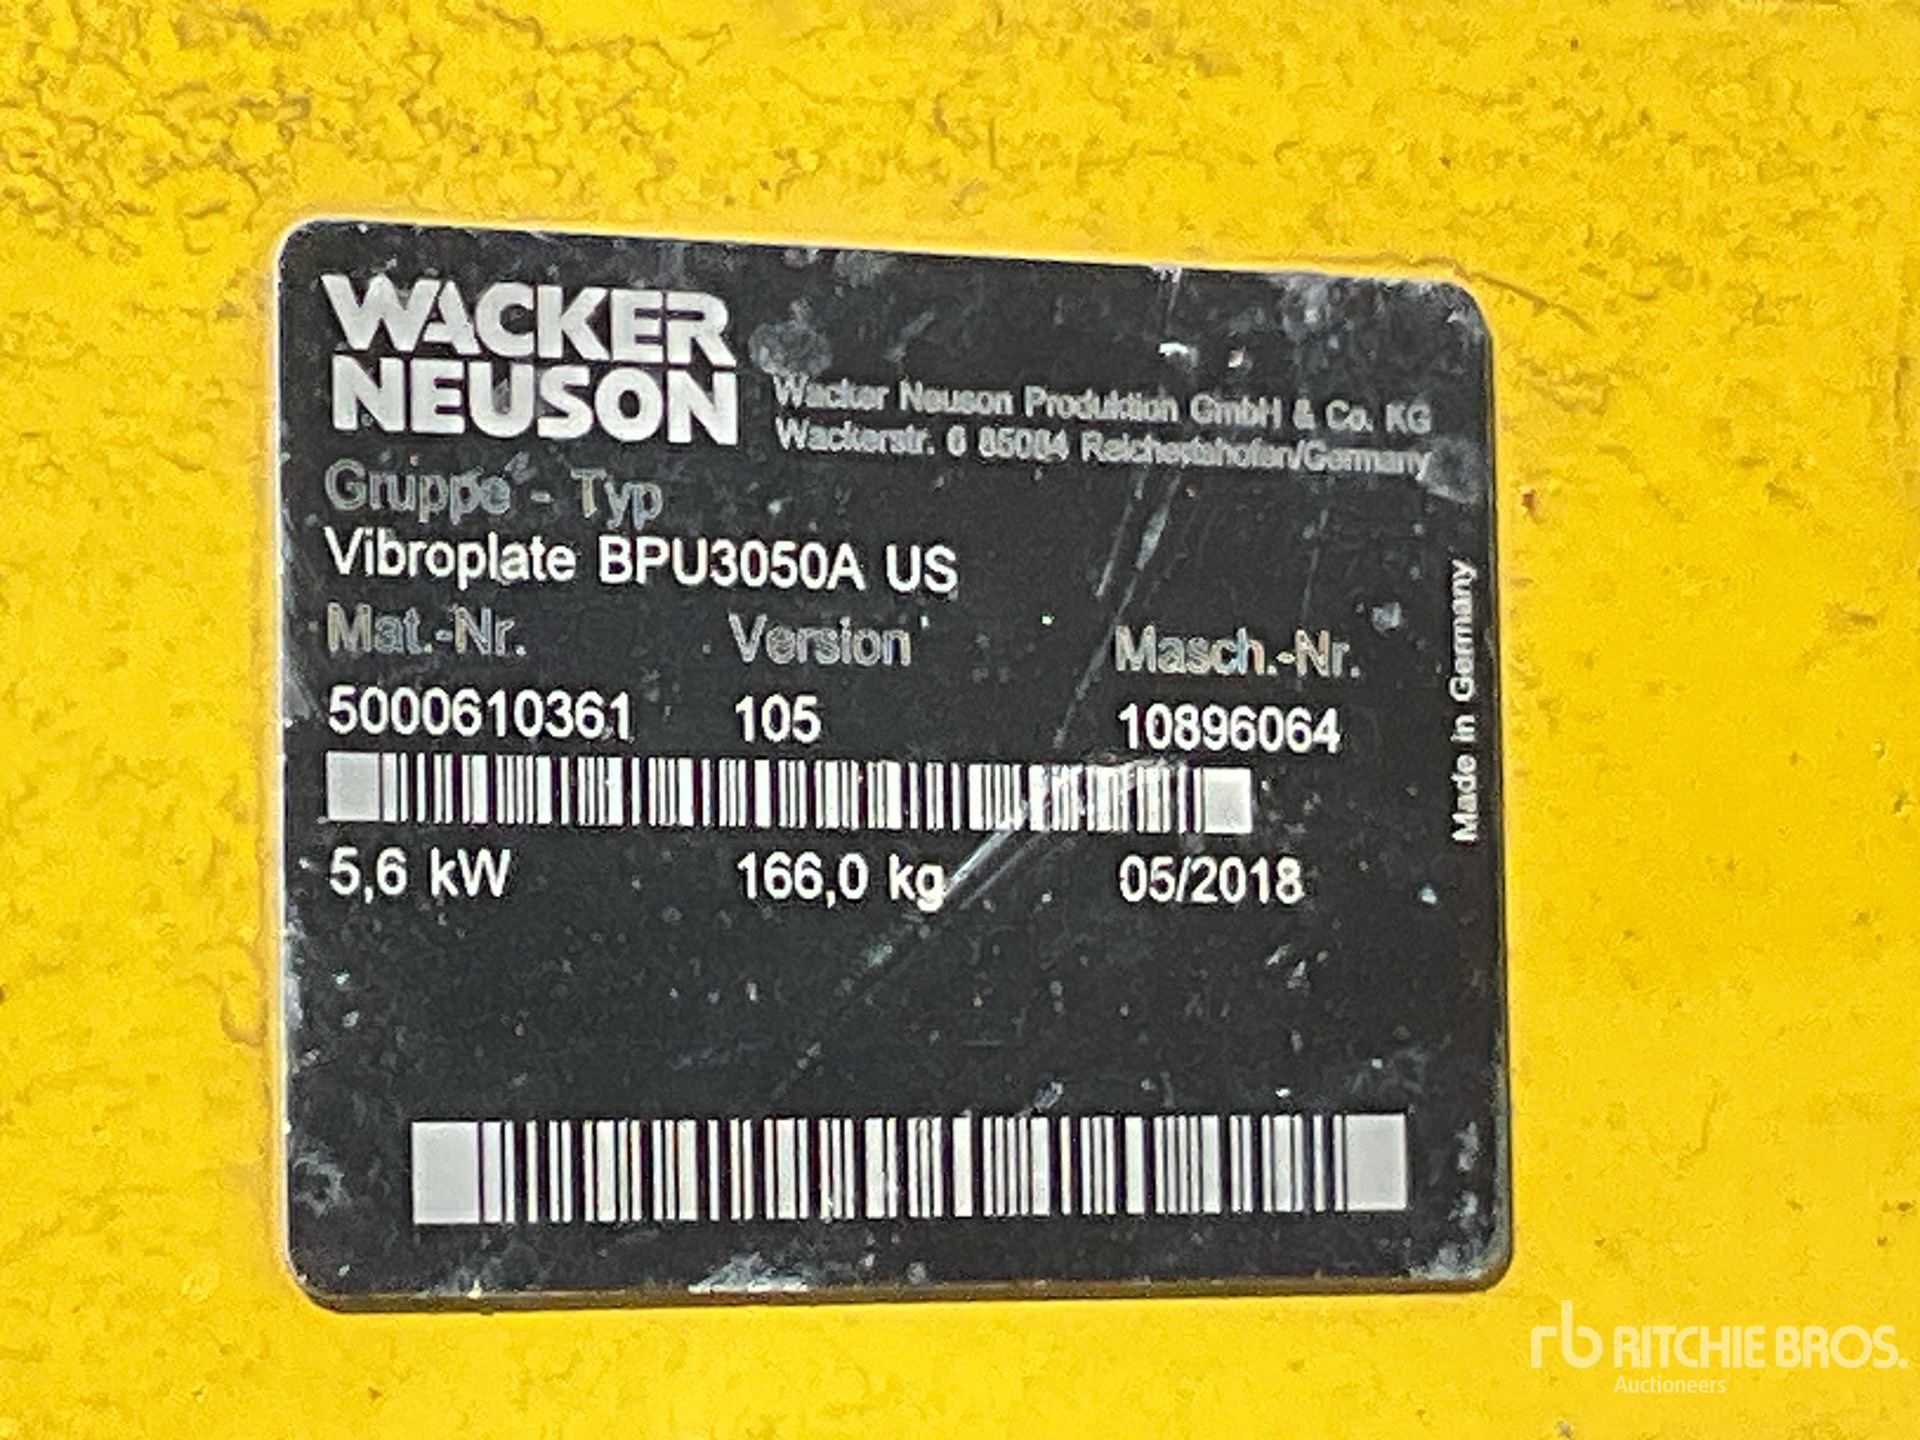 WACKER
NEUSON
Wacker Neuson Produktion GmbH & Co. KG
Wackerstr. 6 85084 Reichertshofen/Germany
Gruppe - Typ
Vibroplate BPU3050A US
Mat.-Nr. Version Masch.-Nr.
5000610361 105 10896064
5,6 kW 166,0 kg 05/2018
Made in Germany
rb RITCHIE BROS.
Auctioneers